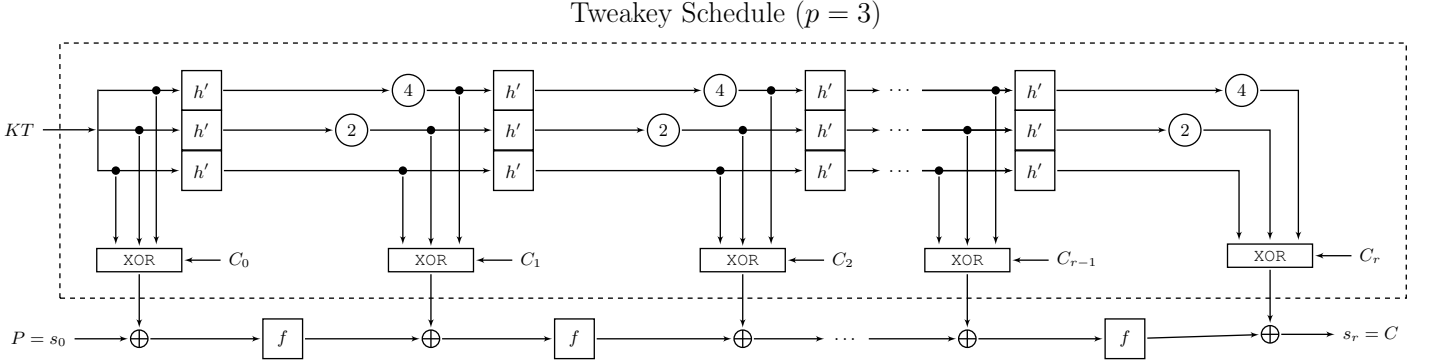 Tweakey Schedule (p = 3)
h′ 4 h′ 4 h′ ... h′ 4
KT h′ 2 h′ 2 h′ ... h′ 2
h′ h′ h′ ... h′
XOR C₀ XOR C₁ XOR C₂ XOR Cᵣ₋₁ XOR Cᵣ
P = s₀ f f ... f sᵣ = C